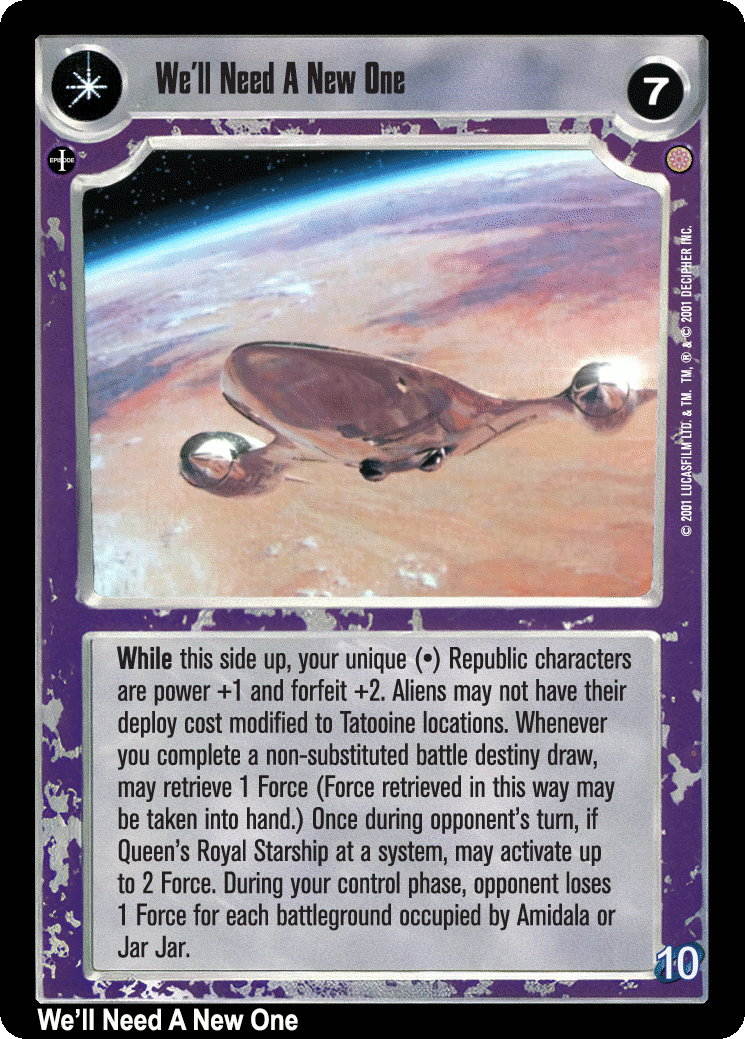 We'll Need A New One
7
EPISODE
I
© 2001 LUCASFILM LTD. & TM. TM, ® & © 2001 DECIPHER INC.
While this side up, your unique (•) Republic characters
are power +1 and forfeit +2. Aliens may not have their
deploy cost modified to Tatooine locations. Whenever
you complete a non-substituted battle destiny draw,
may retrieve 1 Force (Force retrieved in this way may
be taken into hand.) Once during opponent's turn, if
Queen's Royal Starship at a system, may activate up
to 2 Force. During your control phase, opponent loses
1 Force for each battleground occupied by Amidala or
Jar Jar.
10
We'll Need A New One